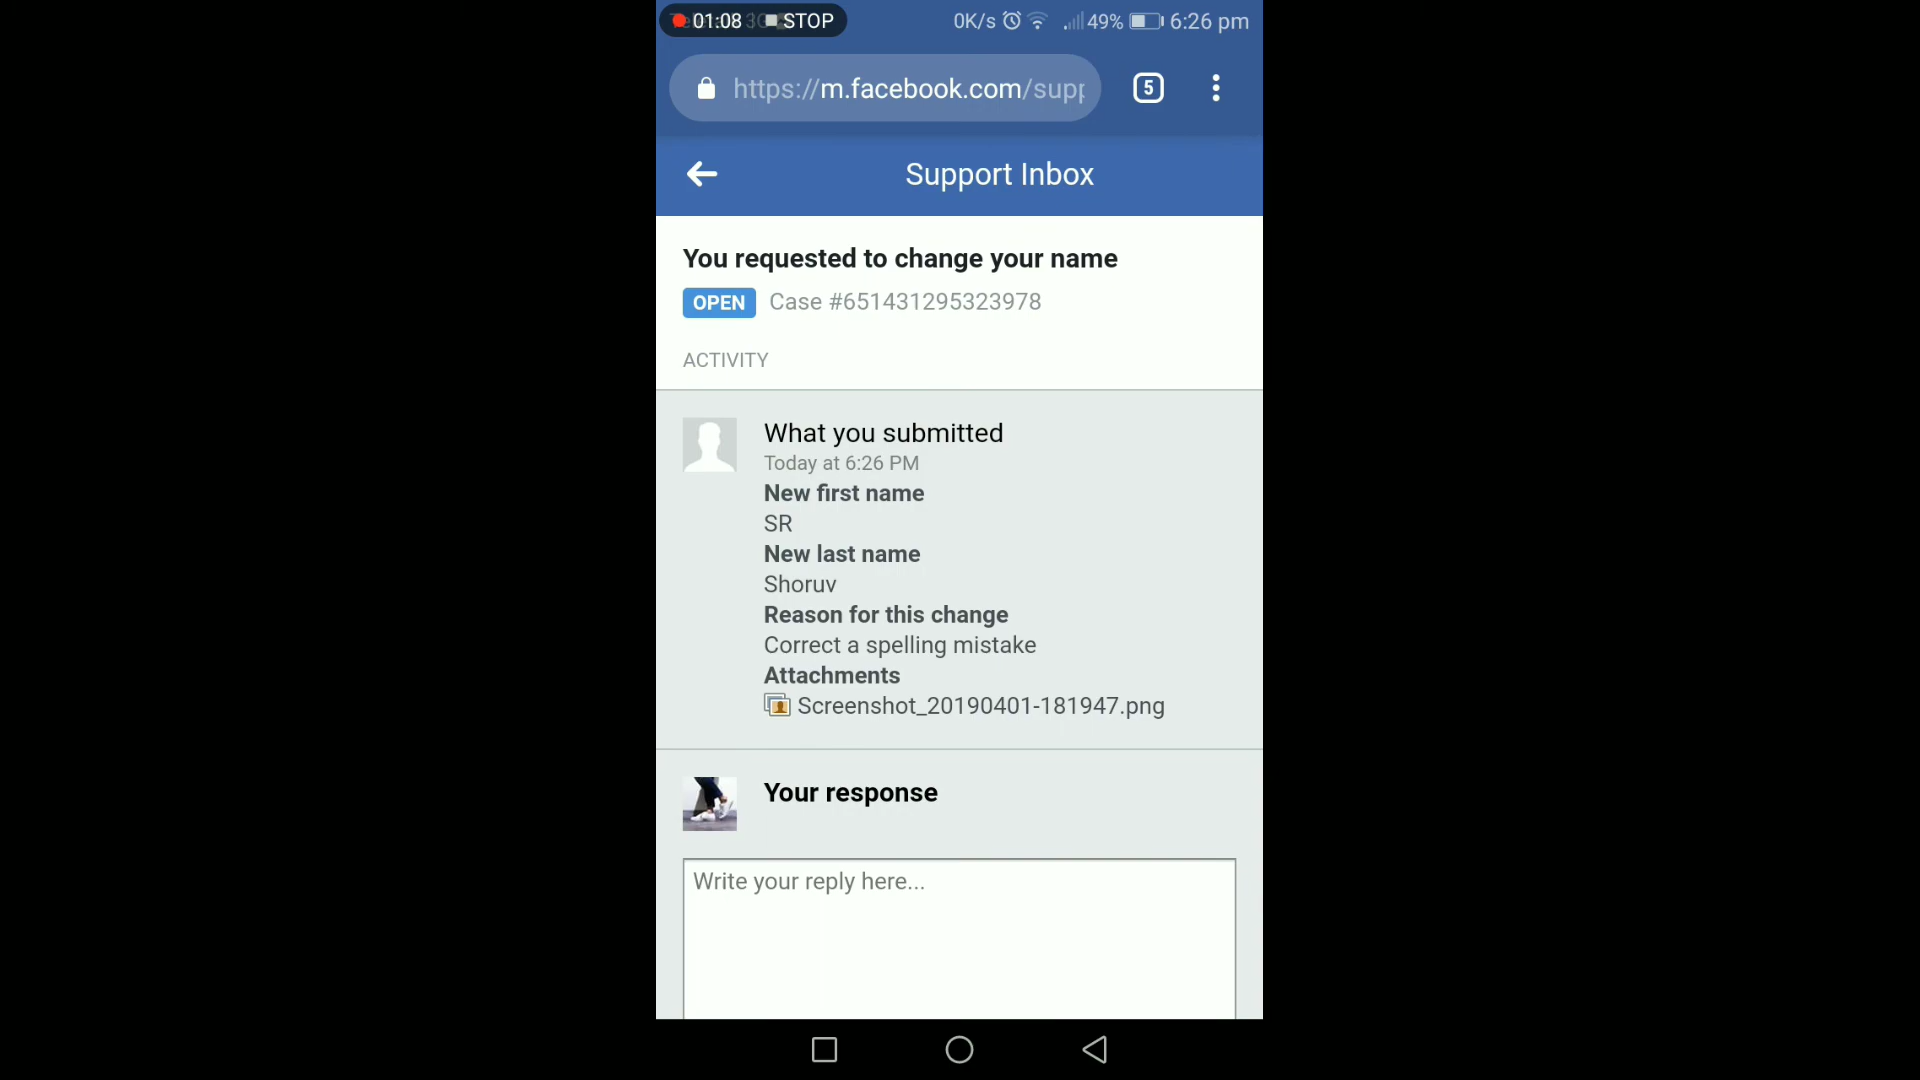 01:08 STOP 0K/s 49% 6:26 pm
https://m.facebook.com/supp 5
Support Inbox
You requested to change your name
OPEN Case #651431295323978
ACTIVITY
What you submitted
Today at 6:26 PM
New first name
SR
New last name
Shoruv
Reason for this change
Correct a spelling mistake
Attachments
Screenshot_20190401-181947.png
Your response
Write your reply here...